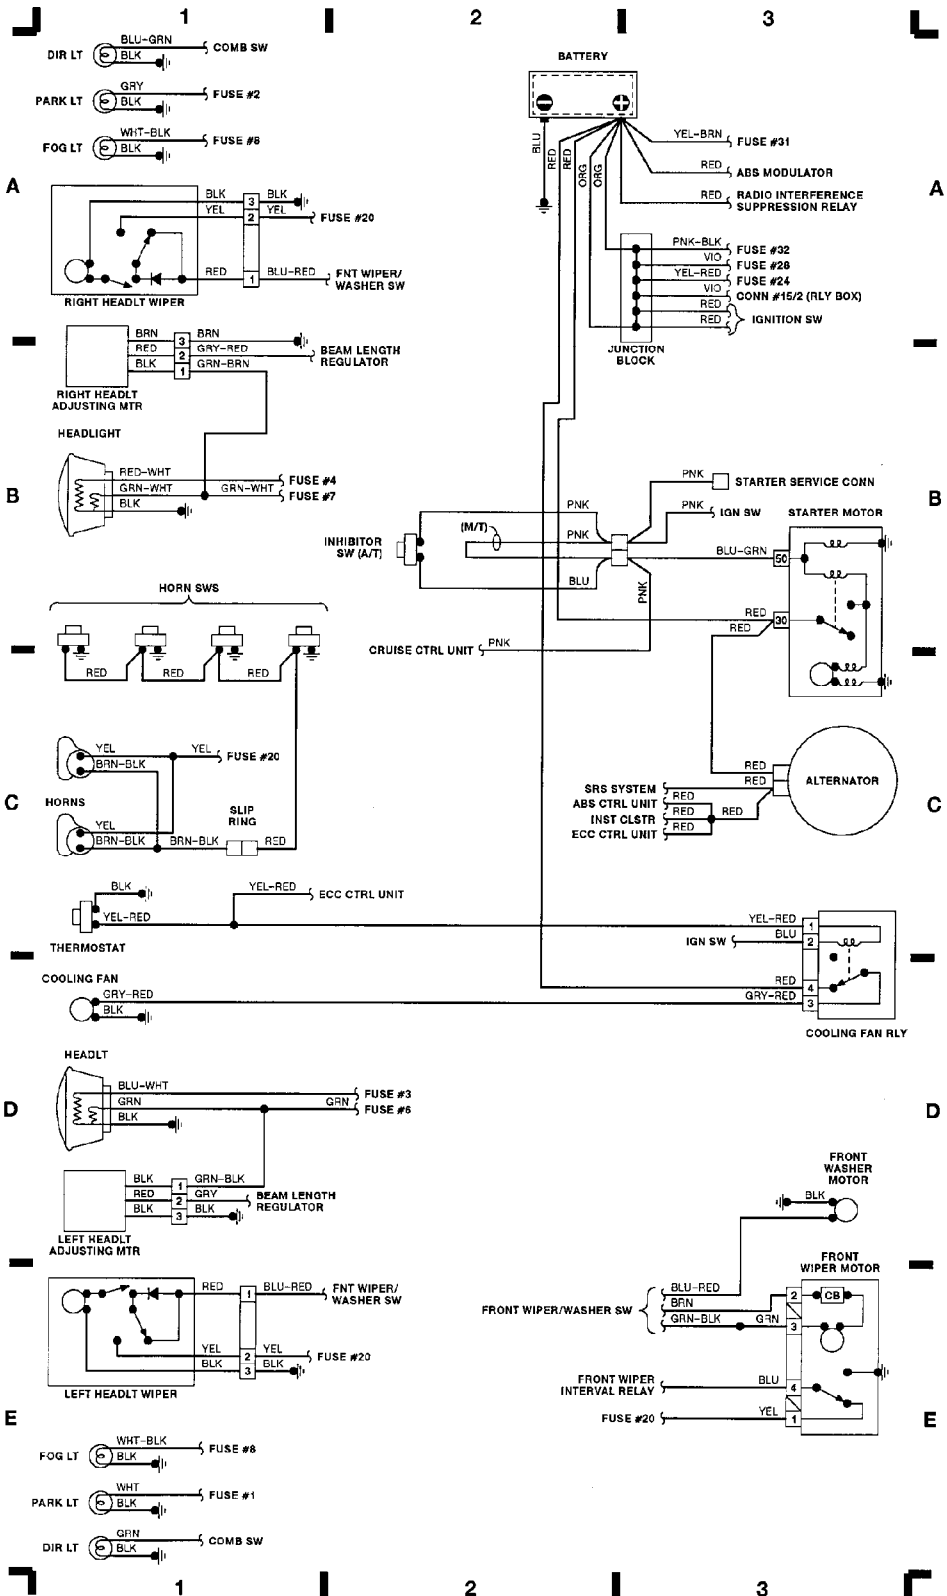 1 2 3
BLU-GRN
DIR LT
COMB SW
BLK
GRY
PARK LT
FUSE #2
BLK
WHT-BLK
FOG LT
FUSE #8
BLK
A
BLK 3 BLK
YEL 2 YEL
FUSE #20
RED 1 BLU-RED
FNT WIPER/
WASHER SW
RIGHT HEADLT WIPER
BRN 3 BRN
RED 2 GRY-RED
BEAM LENGTH
REGULATOR
BLK 1 GRN-BRN
RIGHT HEADLT
ADJUSTING MTR
BATTERY
BLU
RED
RED
ORG
ORG
YEL-BRN
FUSE #31
RED
ABS MODULATOR
RED
RADIO INTERFERENCE
SUPPRESSION RELAY
A
PNK-BLK
FUSE #32
VIO
FUSE #28
YEL-RED
FUSE #24
VIO
CONN #15/2 (RLY BOX)
RED
RED
IGNITION SW
JUNCTION
BLOCK
HEADLIGHT
RED-WHT
FUSE #4
GRN-WHT
GRN-WHT
FUSE #7
BLK
B
INHIBITOR
SW (A/T)
(M/T)
PNK
PNK
BLU
PNK
PNK
STARTER SERVICE CONN
PNK
IGN SW
BLU-GRN
50
STARTER MOTOR
B
RED
30
RED
PNK
CRUISE CTRL UNIT
HORN SWS
RED
RED
RED
YEL
YEL
FUSE #20
BRN-BLK
HORNS
YEL
BRN-BLK
BRN-BLK
SLIP
RING
RED
C
RED
RED
ALTERNATOR
SRS SYSTEM
ABS CTRL UNIT
RED
INST CLSTR
RED
RED
ECC CTRL UNIT
RED
C
BLK
YEL-RED
THERMOSTAT
YEL-RED
ECC CTRL UNIT
YEL-RED
1
BLU
IGN SW
2
RED
4
GRY-RED
3
COOLING FAN RLY
COOLING FAN
GRY-RED
BLK
HEADLT
BLU-WHT
FUSE #3
GRN
GRN
FUSE #6
BLK
D
D
BLK 1 GRN-BLK
RED 2 GRY
BEAM LENGTH
REGULATOR
BLK 3 BLK
LEFT HEADLT
ADJUSTING MTR
FRONT
WASHER
MOTOR
BLK
FRONT
WIPER MOTOR
RED 1 BLU-RED
FNT WIPER/
WASHER SW
YEL 2 YEL
FUSE #20
BLK 3 BLK
LEFT HEADLT WIPER
FRONT WIPER/WASHER SW
BLU-RED
BRN
GRN-BLK
GRN
2
CB
3
FRONT WIPER
INTERVAL RELAY
BLU
4
FUSE #20
YEL
1
E
E
WHT-BLK
FOG LT
FUSE #8
BLK
WHT
PARK LT
FUSE #1
BLK
GRN
DIR LT
COMB SW
BLK
1 2 3